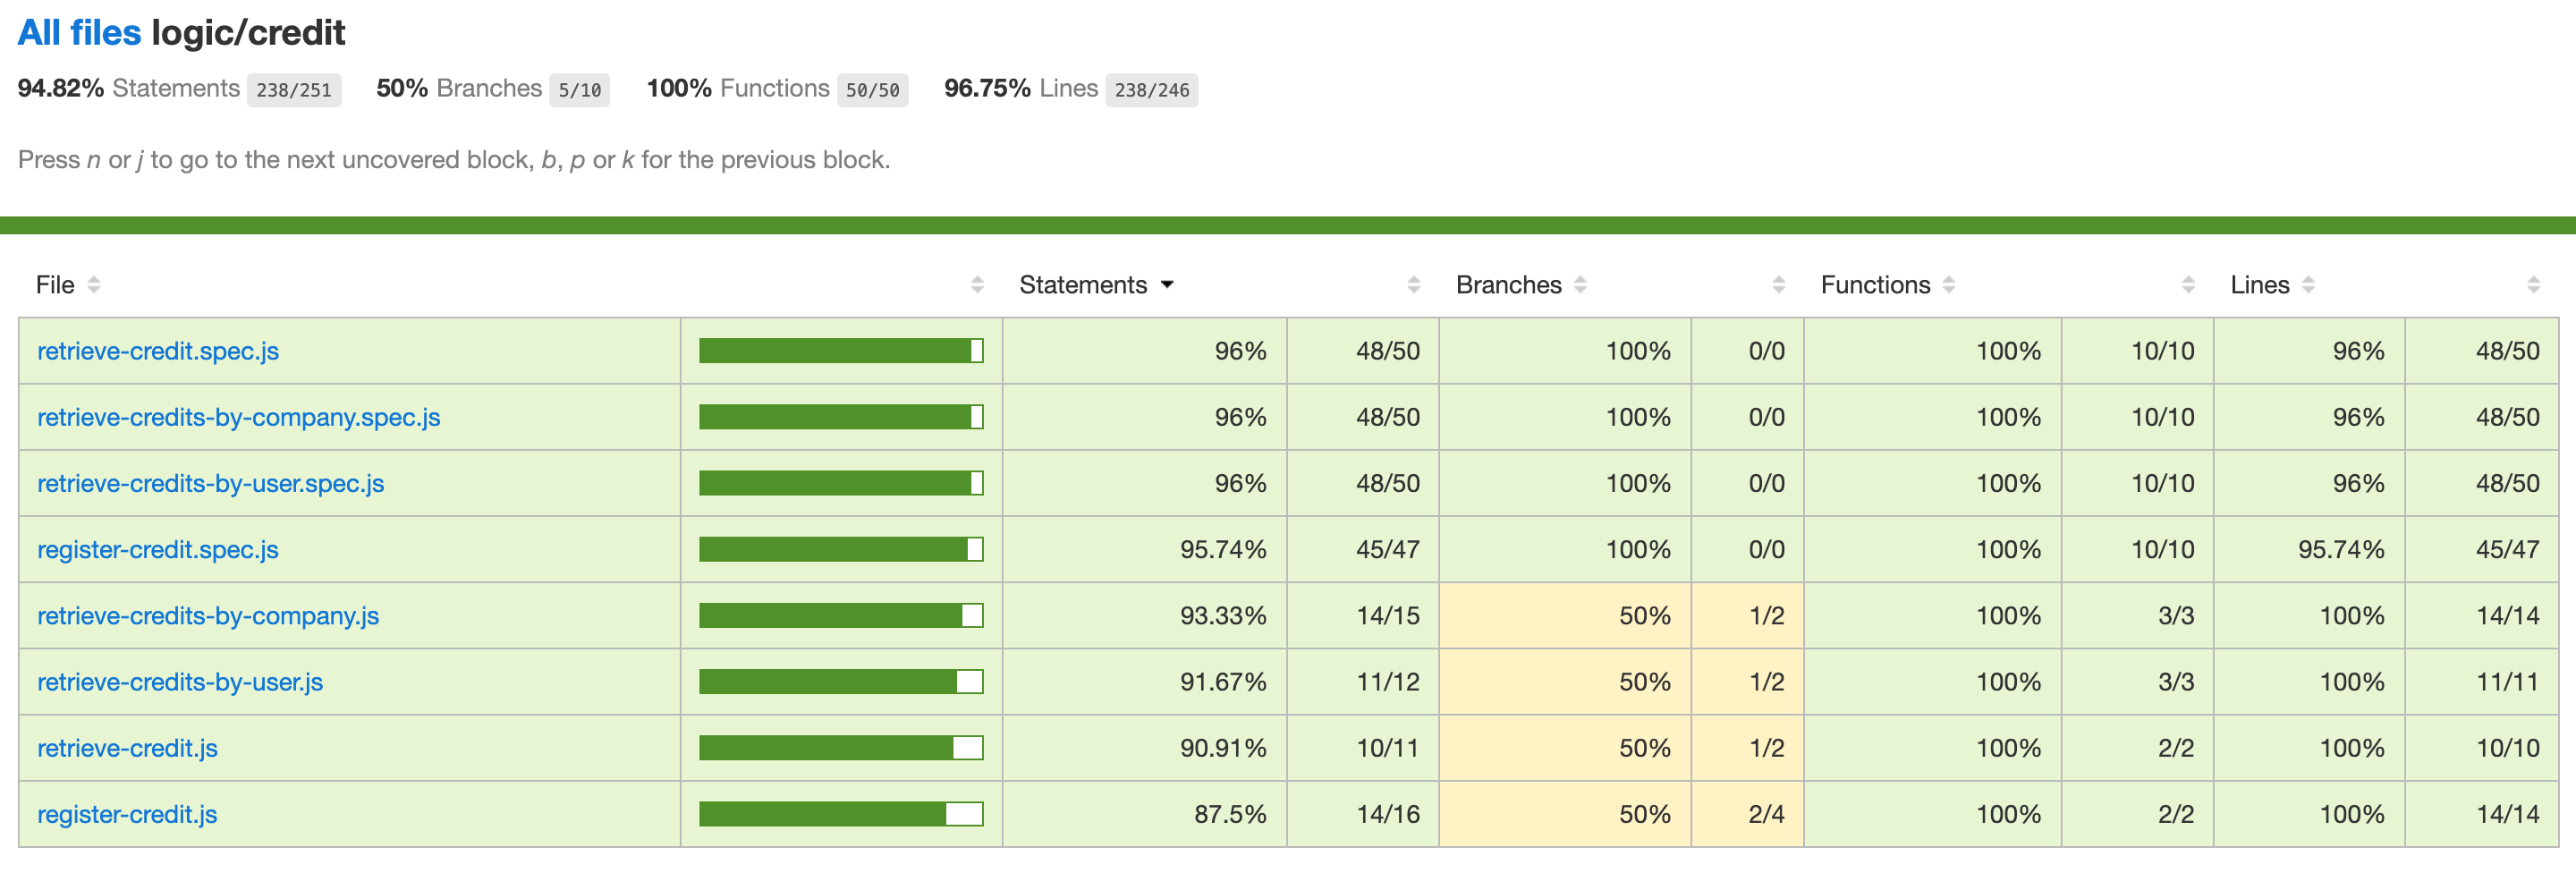 All files logic/credit
94.82% Statements 238/251 50% Branches 5/10 100% Functions 50/50 96.75% Lines 238/246
Press n or j to go to the next uncovered block, b, p or k for the previous block.
File Statements Branches Functions Lines
retrieve-credit.spec.js 96% 48/50 100% 0/0 100% 10/10 96% 48/50
retrieve-credits-by-company.spec.js 96% 48/50 100% 0/0 100% 10/10 96% 48/50
retrieve-credits-by-user.spec.js 96% 48/50 100% 0/0 100% 10/10 96% 48/50
register-credit.spec.js 95.74% 45/47 100% 0/0 100% 10/10 95.74% 45/47
retrieve-credits-by-company.js 93.33% 14/15 50% 1/2 100% 3/3 100% 14/14
retrieve-credits-by-user.js 91.67% 11/12 50% 1/2 100% 3/3 100% 11/11
retrieve-credit.js 90.91% 10/11 50% 1/2 100% 2/2 100% 10/10
register-credit.js 87.5% 14/16 50% 2/4 100% 2/2 100% 14/14